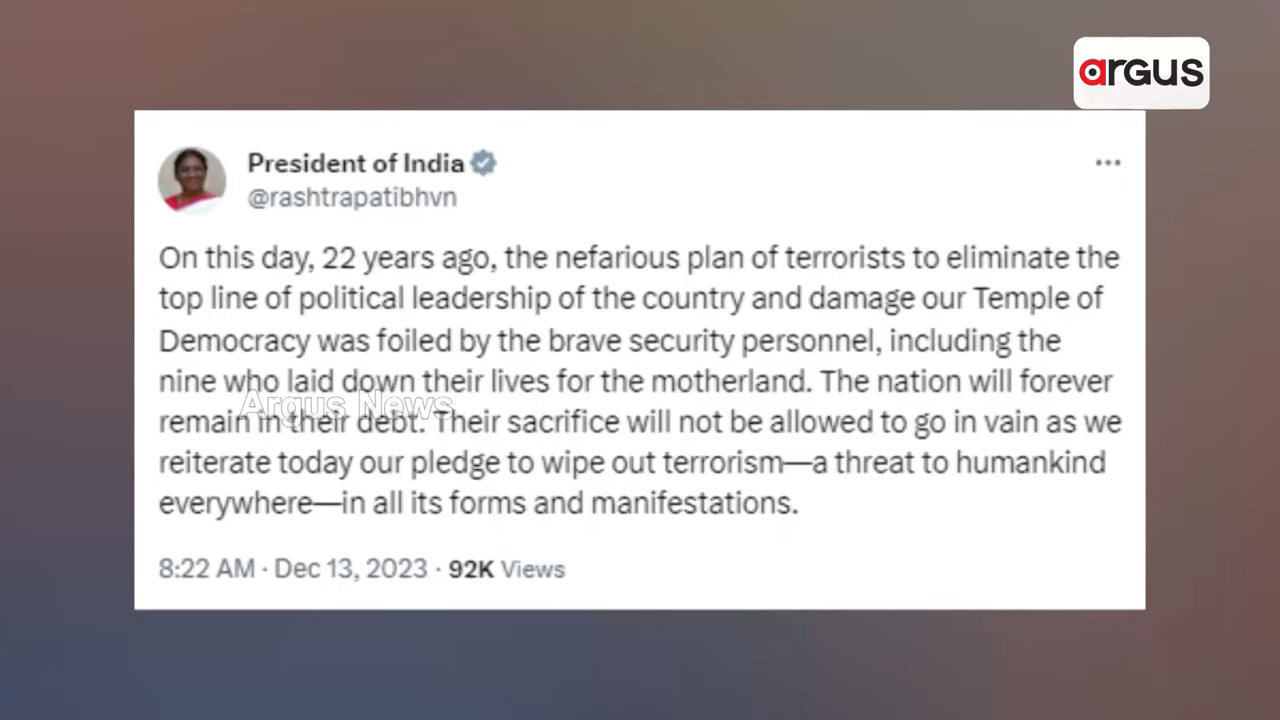 argus
President of India
@rashtrapatibhvn
On this day, 22 years ago, the nefarious plan of terrorists to eliminate the
top line of political leadership of the country and damage our Temple of
Democracy was foiled by the brave security personnel, including the
nine who laid down their lives for the motherland. The nation will forever
Argus News
remain in their debt. Their sacrifice will not be allowed to go in vain as we
reiterate today our pledge to wipe out terrorism—a threat to humankind
everywhere—in all its forms and manifestations.
8:22 AM · Dec 13, 2023 · 92K Views